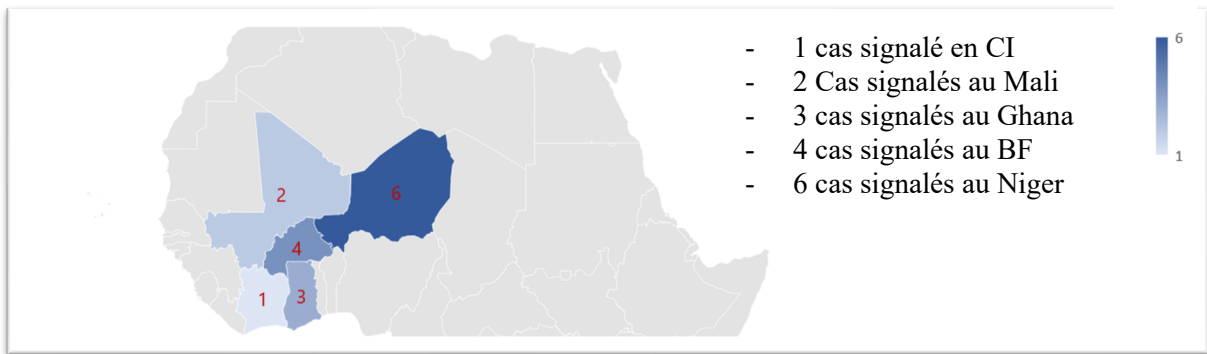 - 1 cas signalé en CI
- 2 Cas signalés au Mali
- 3 cas signalés au Ghana
- 4 cas signalés au BF
- 6 cas signalés au Niger
6
1
2
6
4
1
3